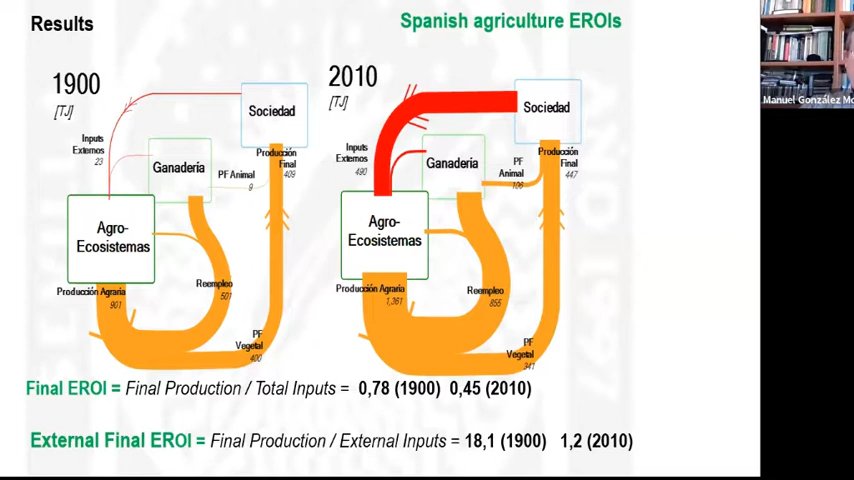 Results
Spanish agriculture EROIs
1900
[TJ]
Sociedad
Inputs
Externos
23
Ganadería
PF Animal
9
Producción
Final
409
Agro-
Ecosistemas
Producción Agraria
901
Reempleo
501
PF
Vegetal
400
2010
[TJ]
Sociedad
Inputs
Externos
490
Ganadería
PF
Animal
106
Producción
Final
447
Agro-
Ecosistemas
Producción Agraria
1,361
Reempleo
855
PF
Vegetal
341
Final EROI = Final Production / Total Inputs = 0,78 (1900) 0,45 (2010)
External Final EROI = Final Production / External Inputs = 18,1 (1900) 1,2 (2010)
Manuel González Mo